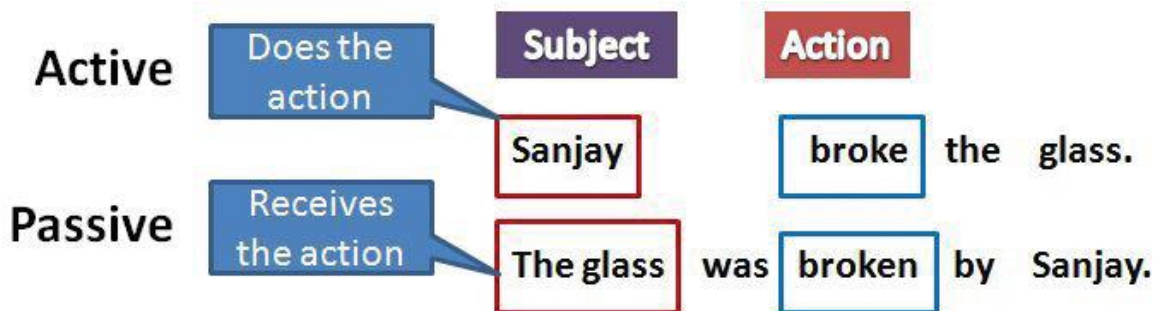 Subject Action
Active
Does the
action
Sanjay broke the glass.
Passive
Receives
the action
The glass was broken by Sanjay.